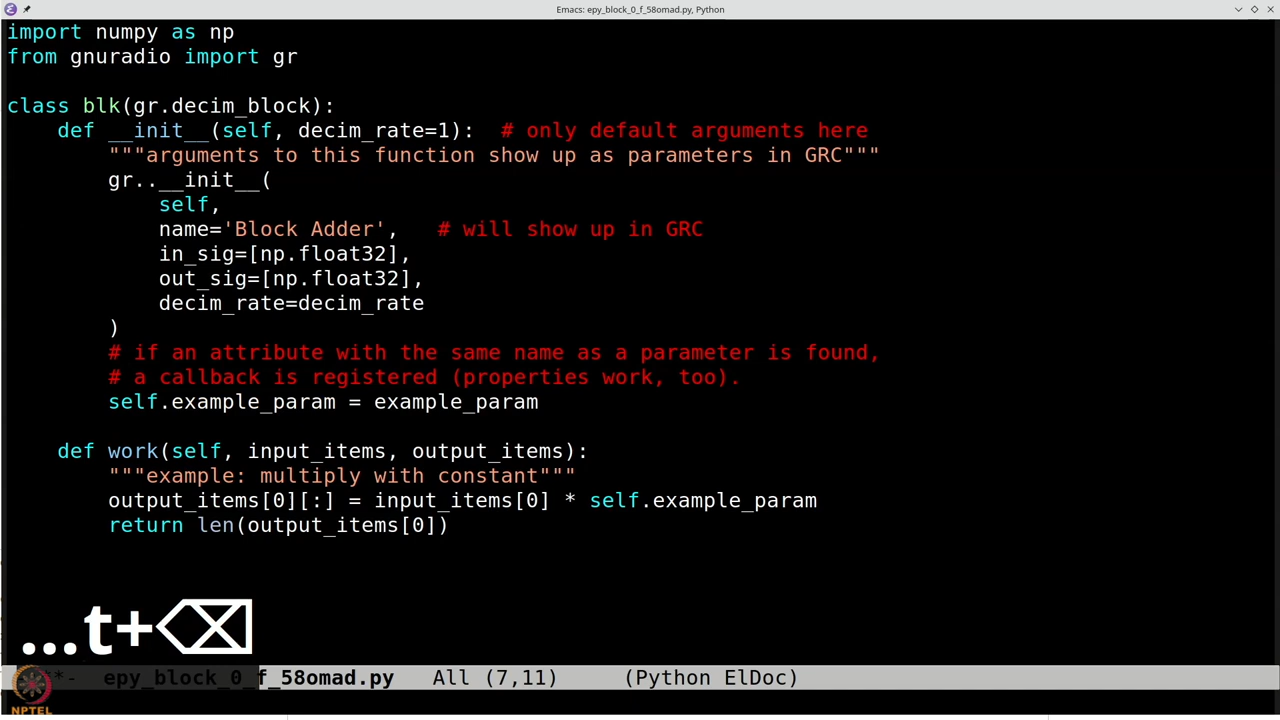 Emacs: epy_block_0_f_58omad.py, Python
import numpy as np
from gnuradio import gr
class blk(gr.decim_block):
    def __init__(self, decim_rate=1):  # only default arguments here
        """arguments to this function show up as parameters in GRC"""
        gr..__init__(
            self,
            name='Block Adder',   # will show up in GRC
            in_sig=[np.float32],
            out_sig=[np.float32],
            decim_rate=decim_rate
        )
        # if an attribute with the same name as a parameter is found,
        # a callback is registered (properties work, too).
        self.example_param = example_param
    def work(self, input_items, output_items):
        """example: multiply with constant"""
        output_items[0][:] = input_items[0] * self.example_param
        return len(output_items[0])
...t+⌫
*- epy_block_0_f_58omad.py   All (7,11)   (Python ElDoc)
NPTEL